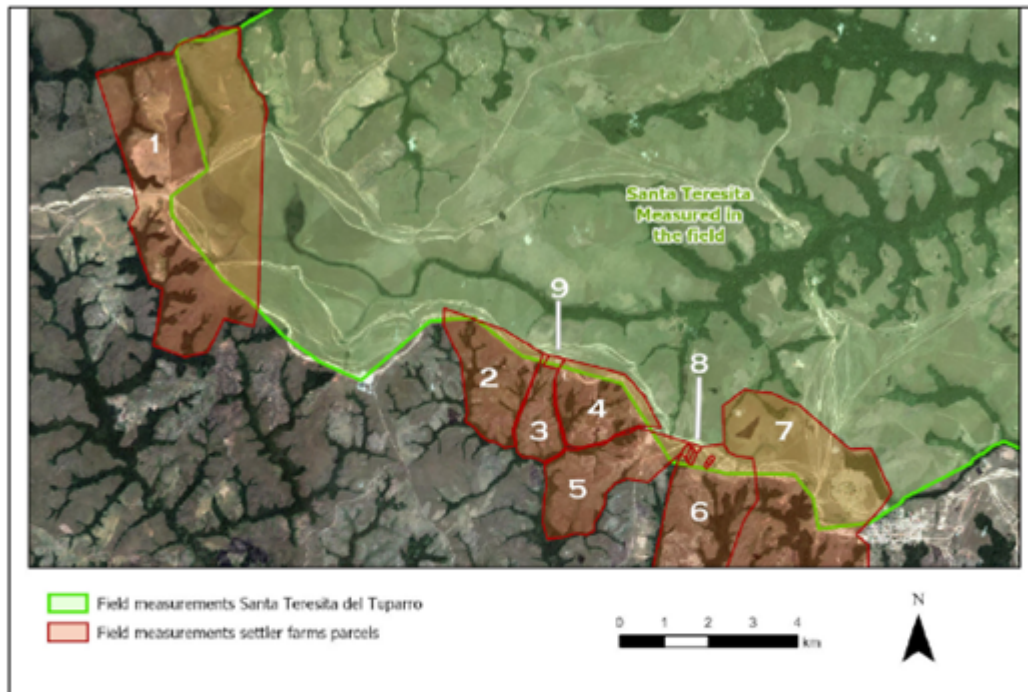 1
Santa Teresita
Measured in
the field
9
8
2
4
7
3
5
6
Field measurements Santa Teresita del Tuparro
Field measurements settler farms parcels
N
0 1 2 3 4
km